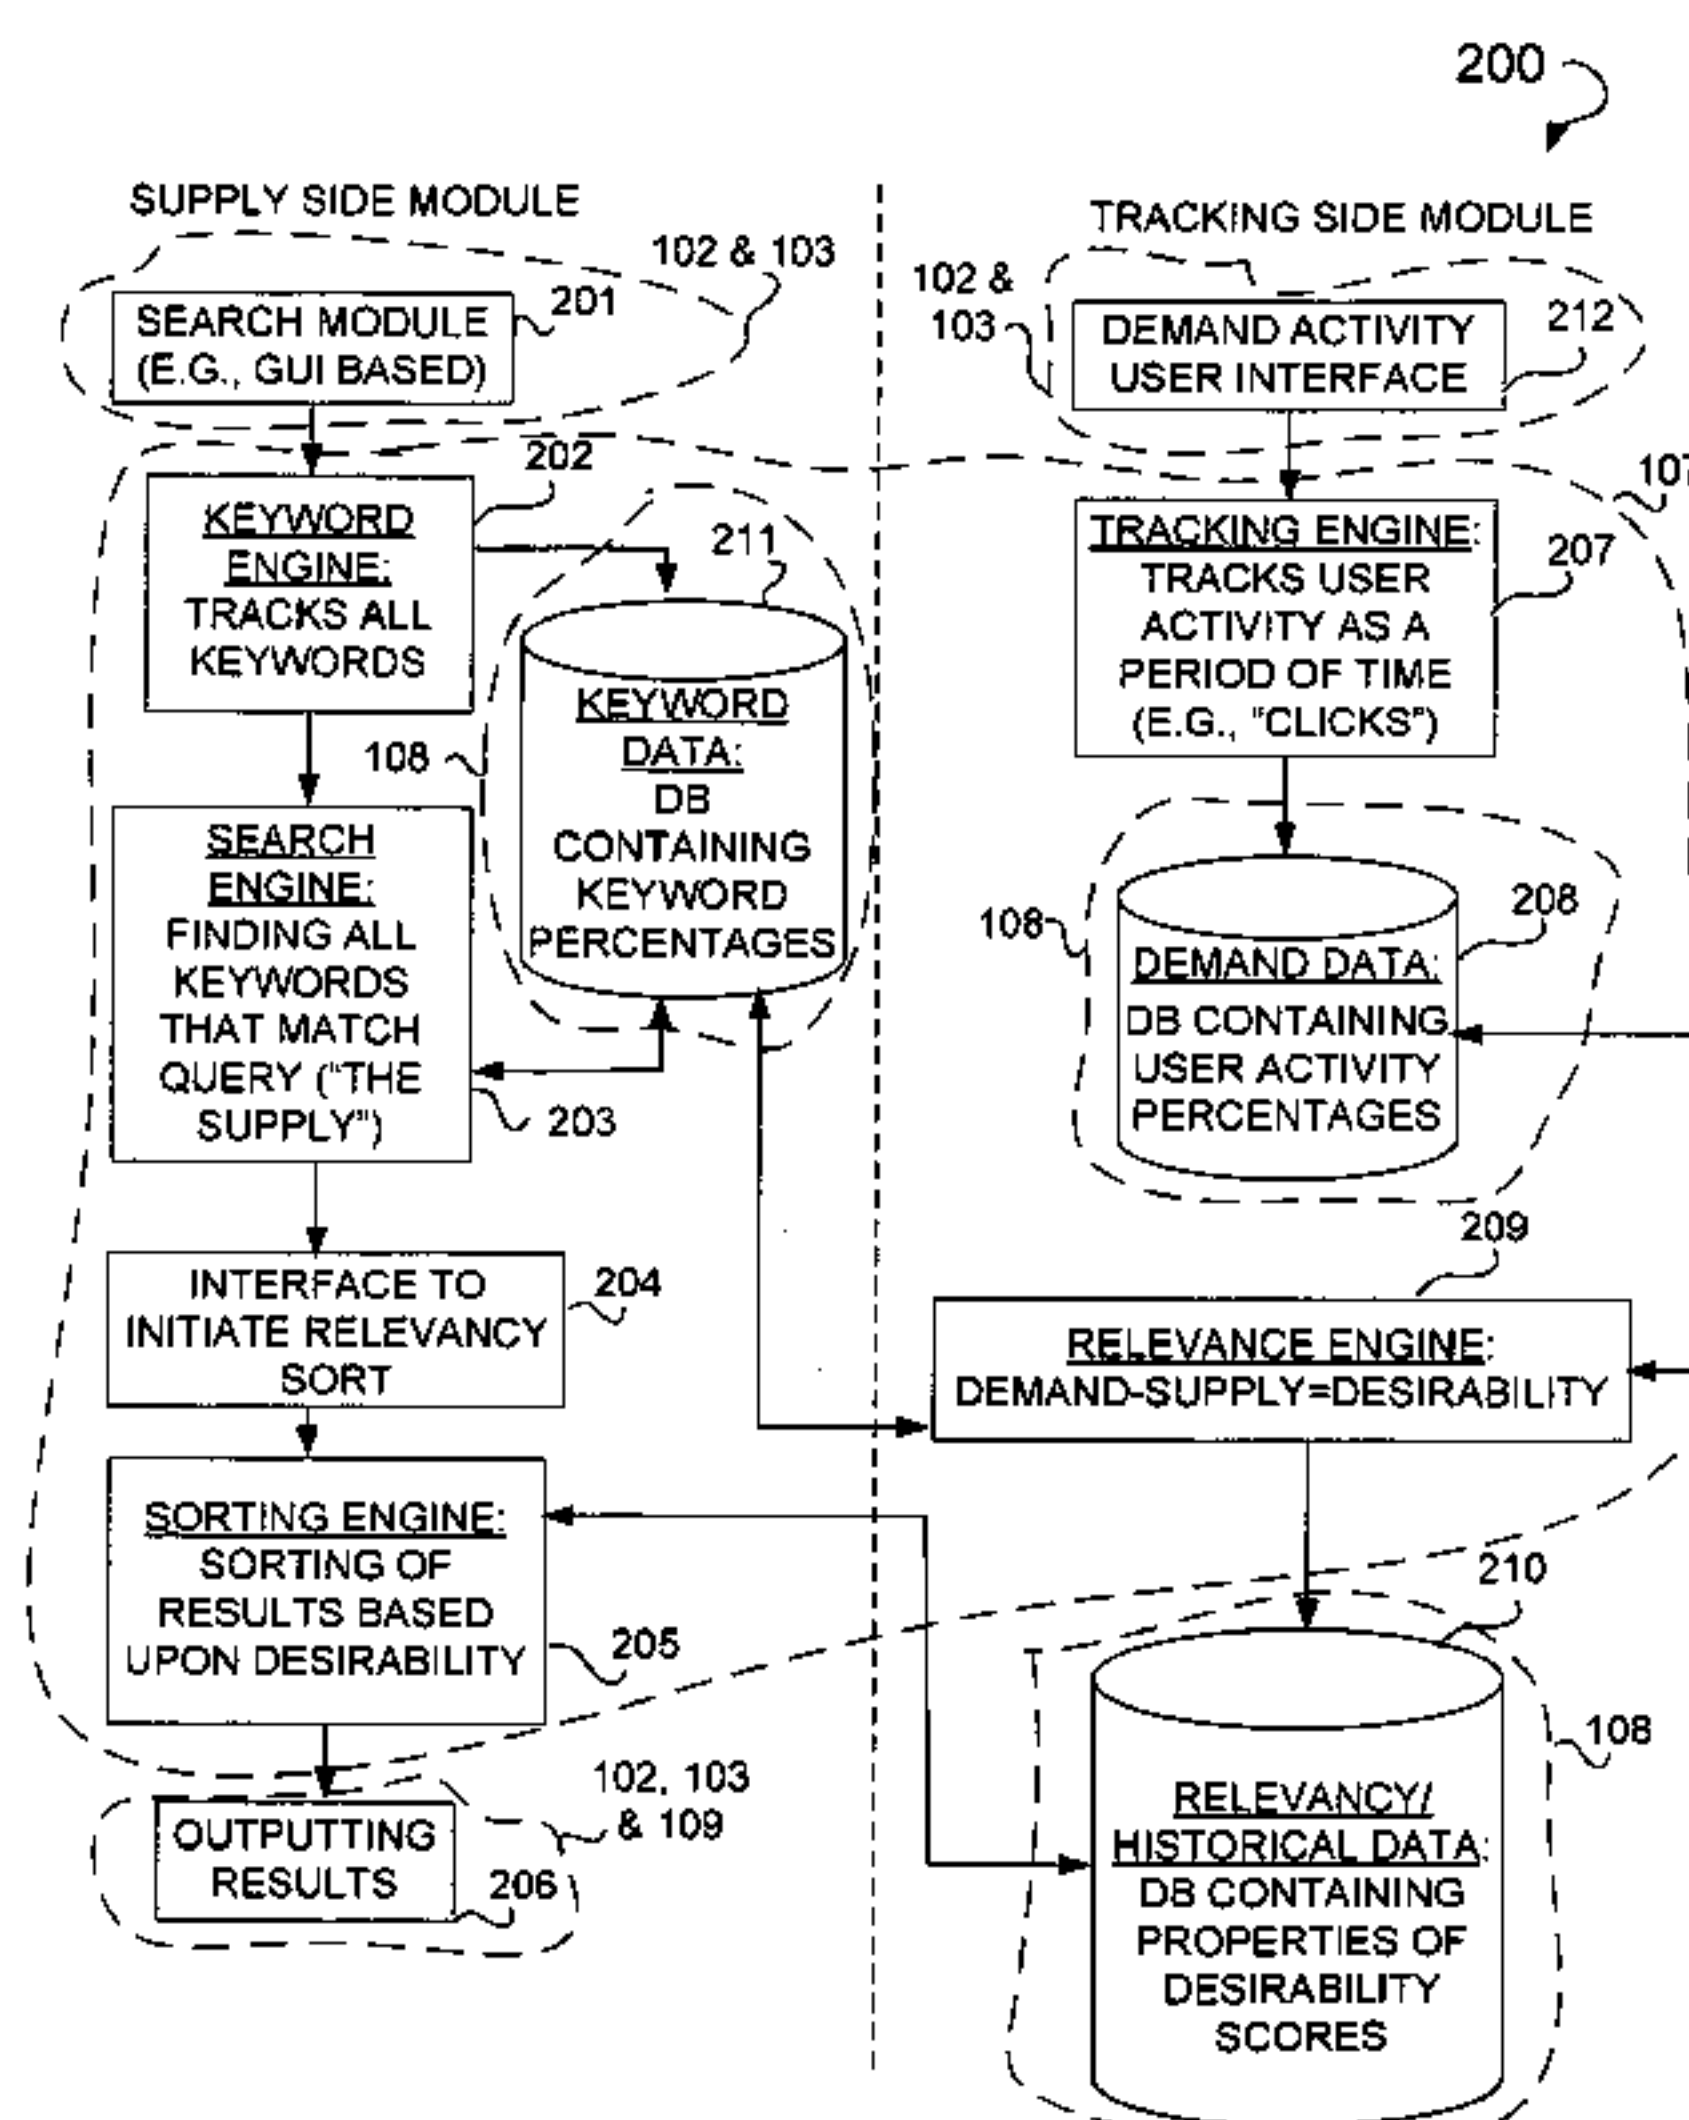 200
SUPPLY SIDE MODULE
102 & 103
201
SEARCH MODULE
(E.G., GUI BASED)
202
KEYWORD
ENGINE:
TRACKS ALL
KEYWORDS
211
KEYWORD
DATA:
DB
CONTAINING
KEYWORD
PERCENTAGES
108
SEARCH
ENGINE:
FINDING ALL
KEYWORDS
THAT MATCH
QUERY ("THE
SUPPLY")
203
INTERFACE TO
INITIATE RELEVANCY
SORT
204
SORTING ENGINE:
SORTING OF
RESULTS BASED
UPON DESIRABILITY
205
102, 103
& 109
OUTPUTTING
RESULTS
206
TRACKING SIDE MODULE
102 &
103
DEMAND ACTIVITY
USER INTERFACE
212
107
TRACKING ENGINE:
TRACKS USER
ACTIVITY AS A
PERIOD OF TIME
(E.G., "CLICKS")
207
108
208
DEMAND DATA:
DB CONTAINING
USER ACTIVITY
PERCENTAGES
209
RELEVANCE ENGINE:
DEMAND-SUPPLY=DESIRABILITY
210
108
RELEVANCY/
HISTORICAL DATA:
DB CONTAINING
PROPERTIES OF
DESIRABILITY
SCORES